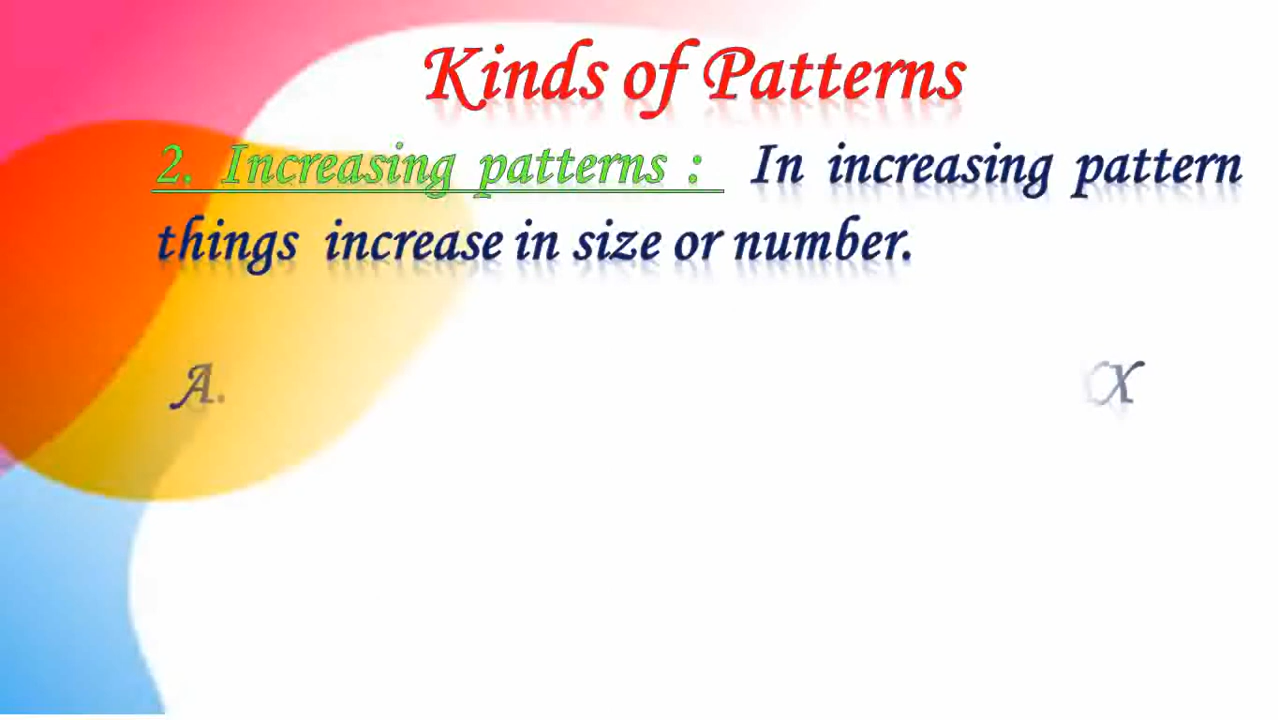 Kinds of Patterns
2. Increasing patterns : In increasing pattern
things increase in size or number.
A. X